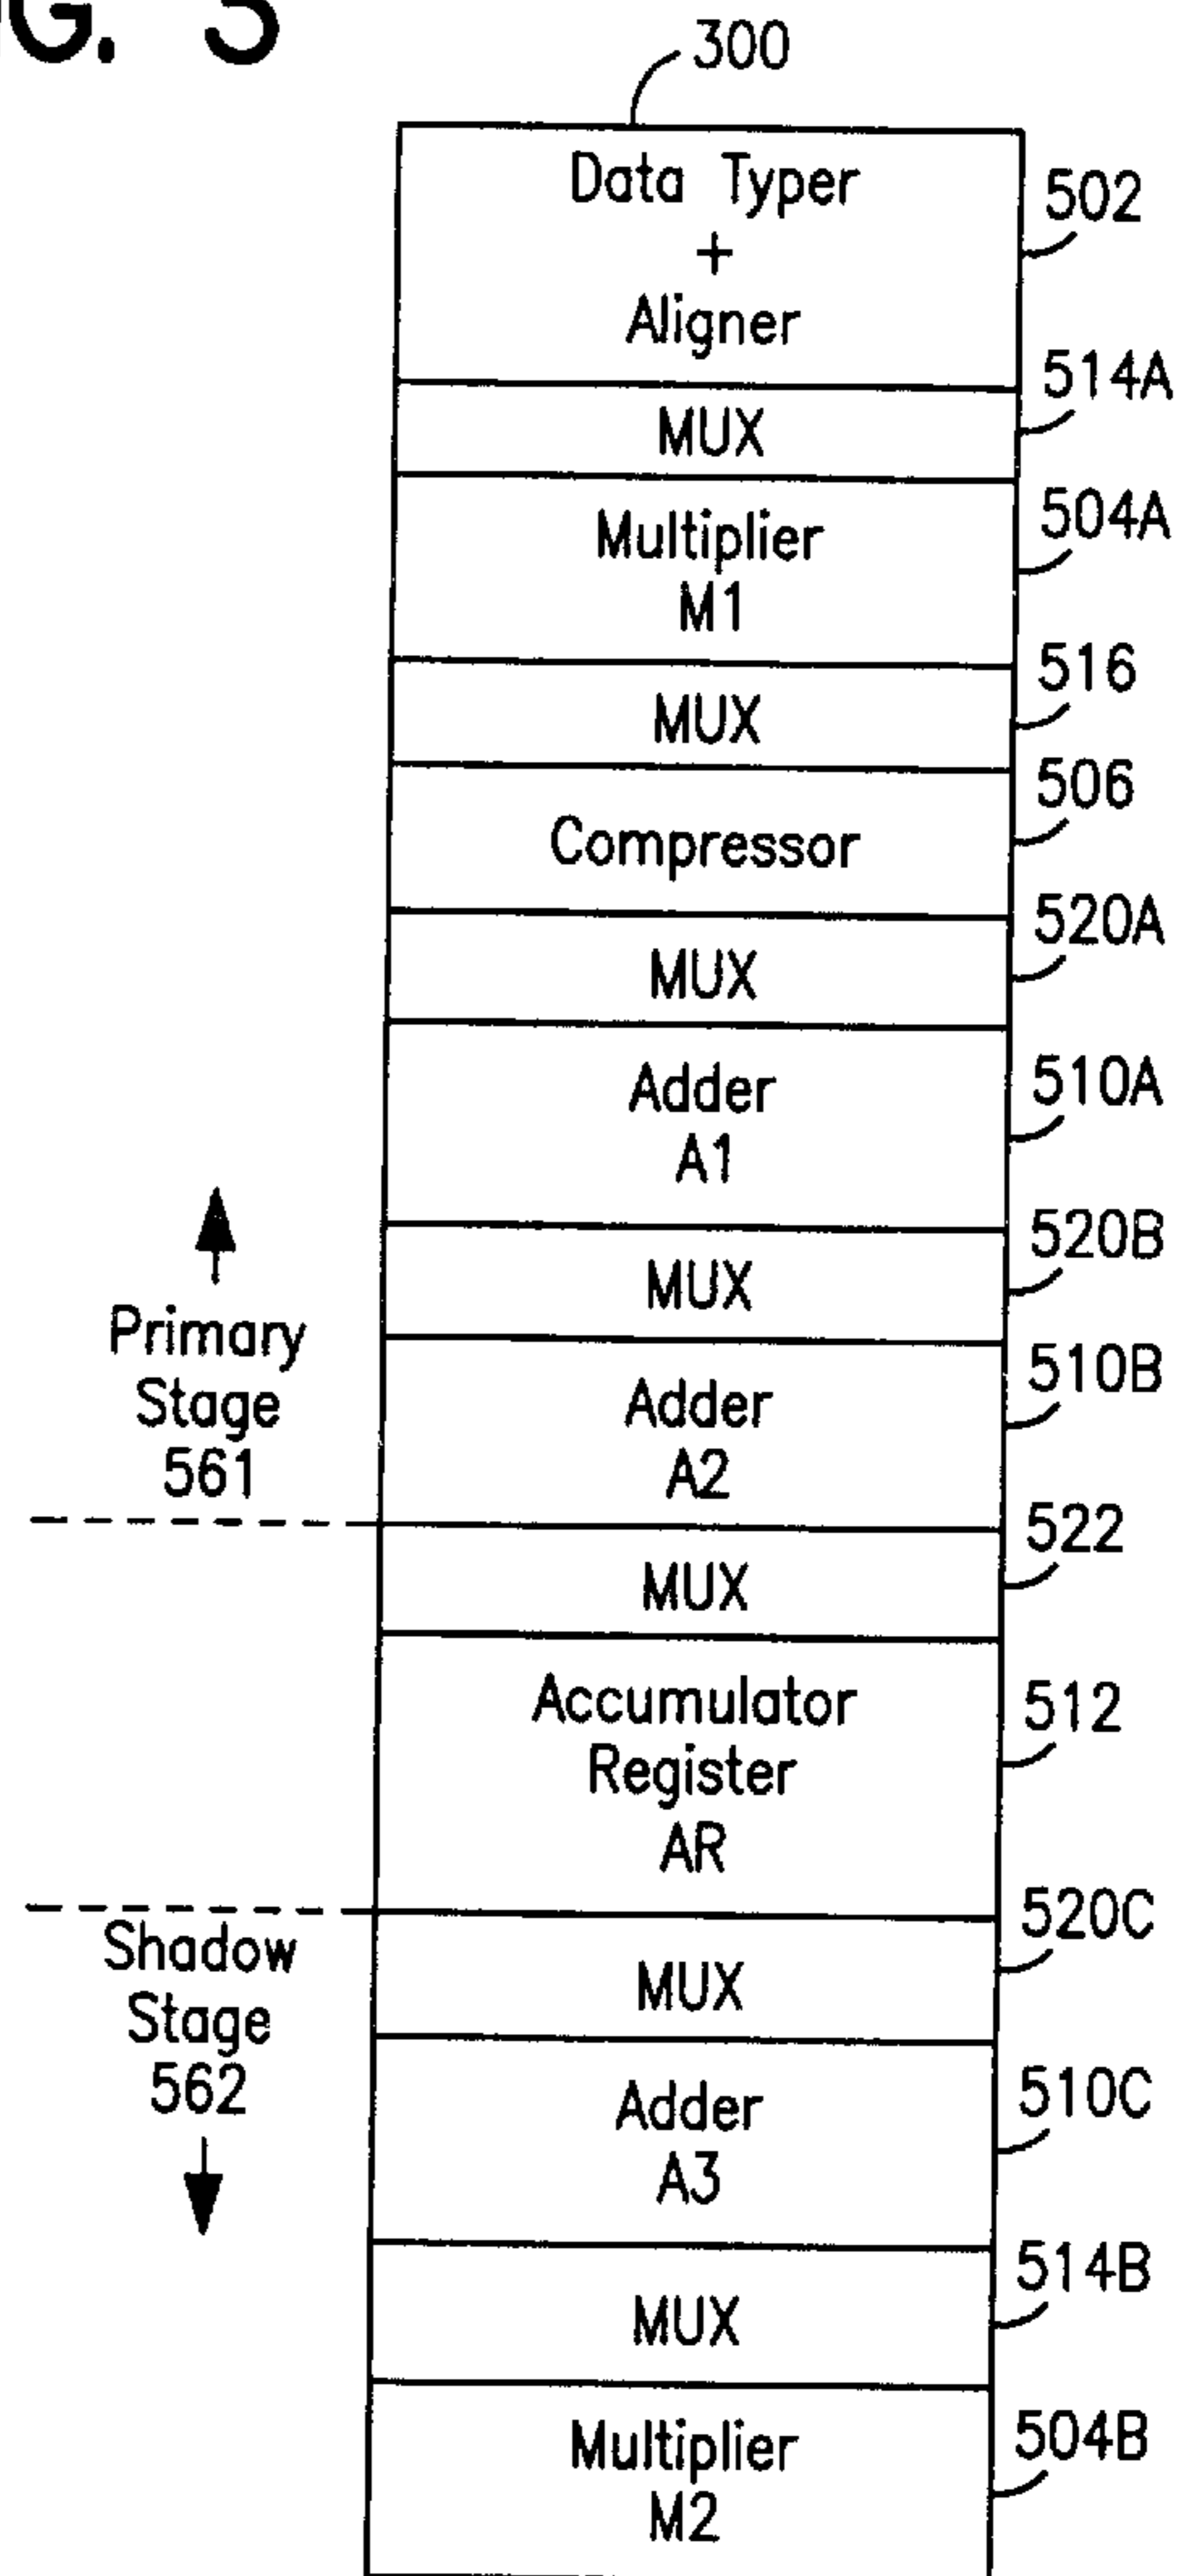 G. 3
300
Data Typer
+
Aligner
502
MUX
514A
Multiplier
M1
504A
MUX
516
Compressor
506
MUX
520A
Adder
A1
510A
MUX
520B
Primary
Stage
561
Adder
A2
510B
MUX
522
Accumulator
Register
AR
512
Shadow
Stage
562
MUX
520C
Adder
A3
510C
MUX
514B
Multiplier
M2
504B